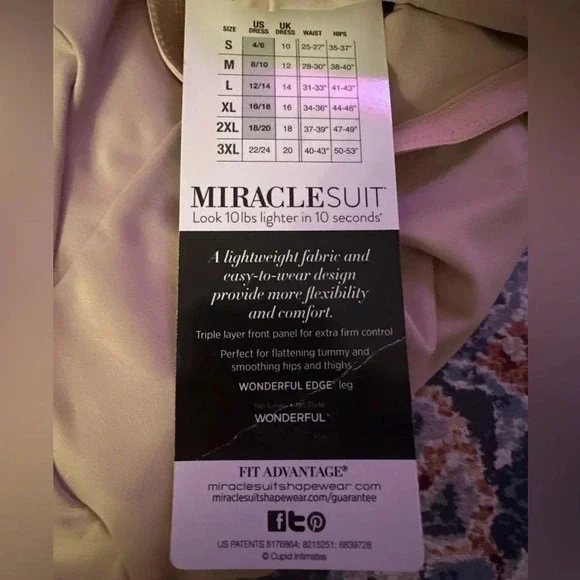 SIZE US DRESS UK DRESS WAIST HIPS
S 4/6 10 25-27" 35-37"
M 8/10 12 28-30" 38-40"
L 12/14 14 31-33" 41-43"
XL 16/18 16 34-36" 44-46"
2XL 18/20 18 37-39" 47-49"
3XL 22/24 20 40-43" 50-53"
MIRACLESUIT®
Look 10lbs lighter in 10 seconds®
A lightweight fabric and
easy-to-wear design
provide more flexibility
and comfort.
Triple layer front panel for extra firm control
Perfect for flattening tummy and
smoothing hips and thighs
WONDERFUL EDGE® leg
WONDERFUL™
FIT ADVANTAGE®
miraclesuitshapewear.com
miraclesuitshapewear.com/guarantee
US PATENTS 8176864; 8215251; 6839728
© Cupid Intimates